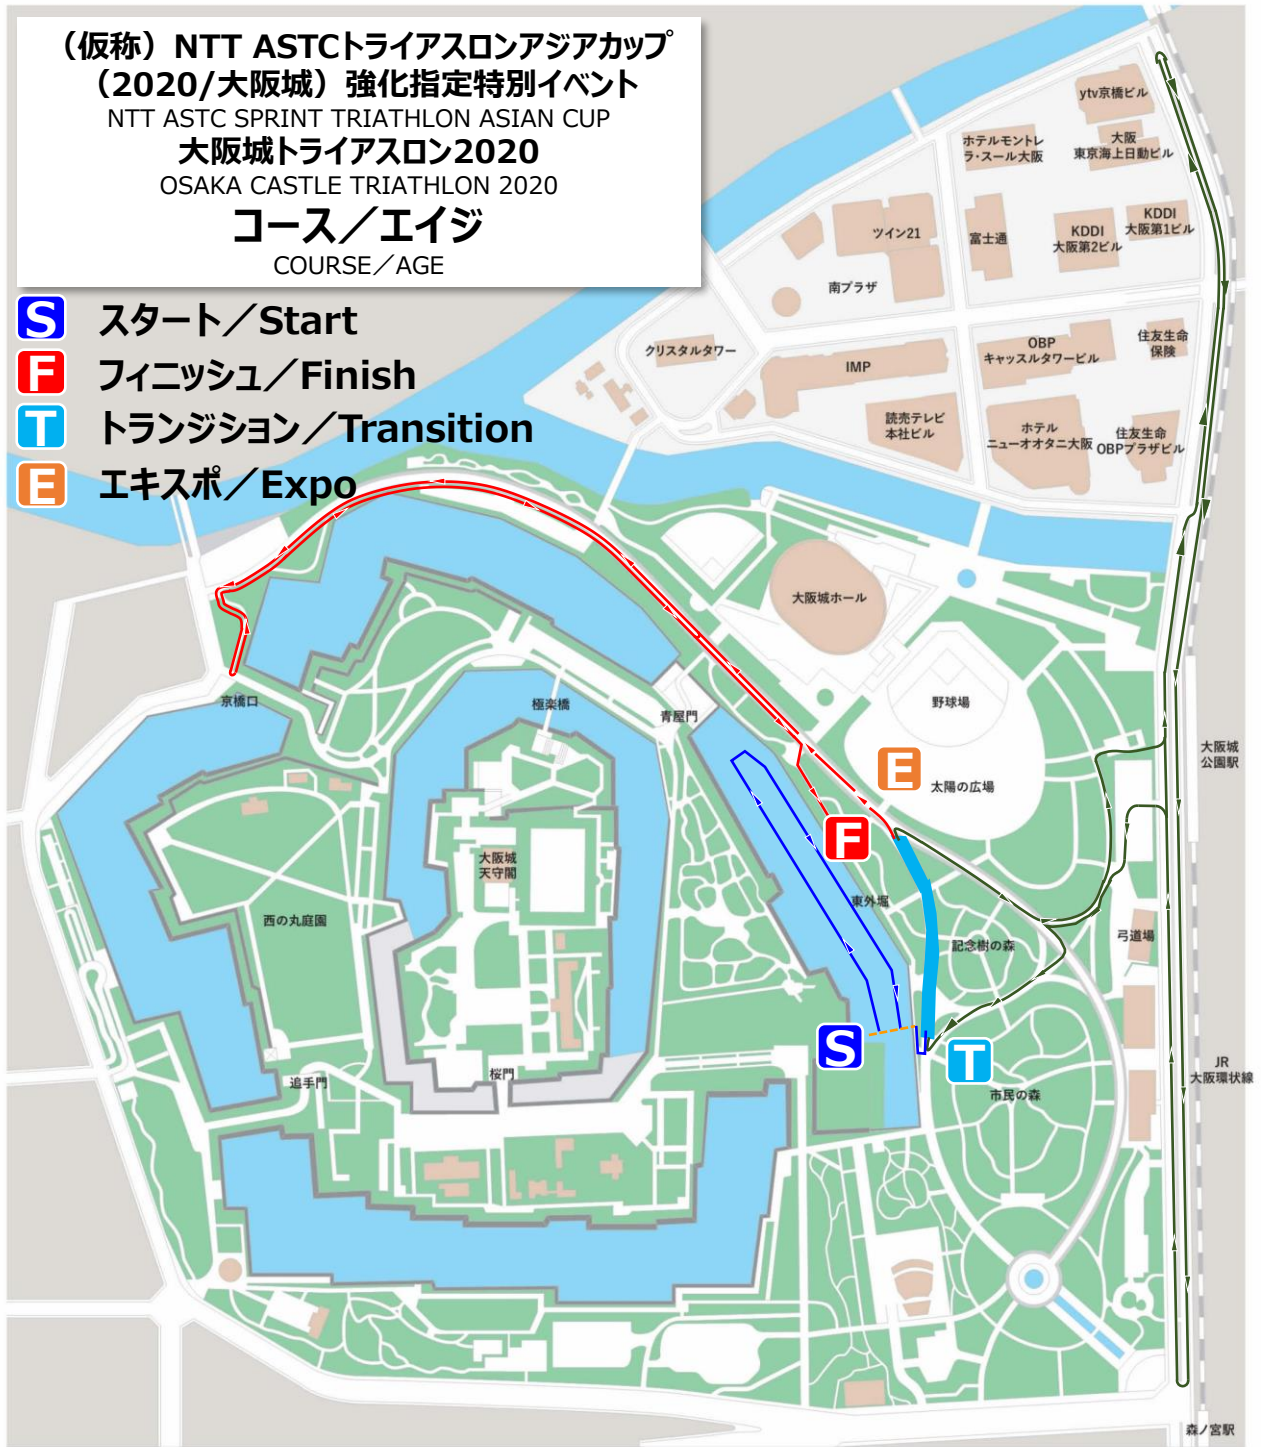 （仮称）NTT ASTCトライアスロンアジアカップ
（2020/大阪城）強化指定特別イベント
NTT ASTC SPRINT TRIATHLON ASIAN CUP
大阪城トライアスロン2020
OSAKA CASTLE TRIATHLON 2020
コース／エイジ
COURSE／AGE
S スタート／Start
F フィニッシュ／Finish
T トランジション／Transition
E エキスポ／Expo
ytv京橋ビル
大阪
東京海上日動ビル
ホテルモントレ
ラ・スール大阪
KDDI
大阪第1ビル
KDDI
大阪第2ビル
富士通
ツイン21
南プラザ
クリスタルタワー
IMP
OBP
キャッスルタワービル
住友生命
保険
読売テレビ
本社ビル
ホテル
ニューオオタニ大阪
住友生命
OBPプラザビル
大阪城ホール
野球場
太陽の広場
E
大阪城
公園駅
京橋口
極楽橋
青屋門
F
大阪城
天守閣
東外堀
西の丸庭園
記念樹の森
弓道場
S
T
桜門
追手門
市民の森
JR
大阪環状線
森ノ宮駅